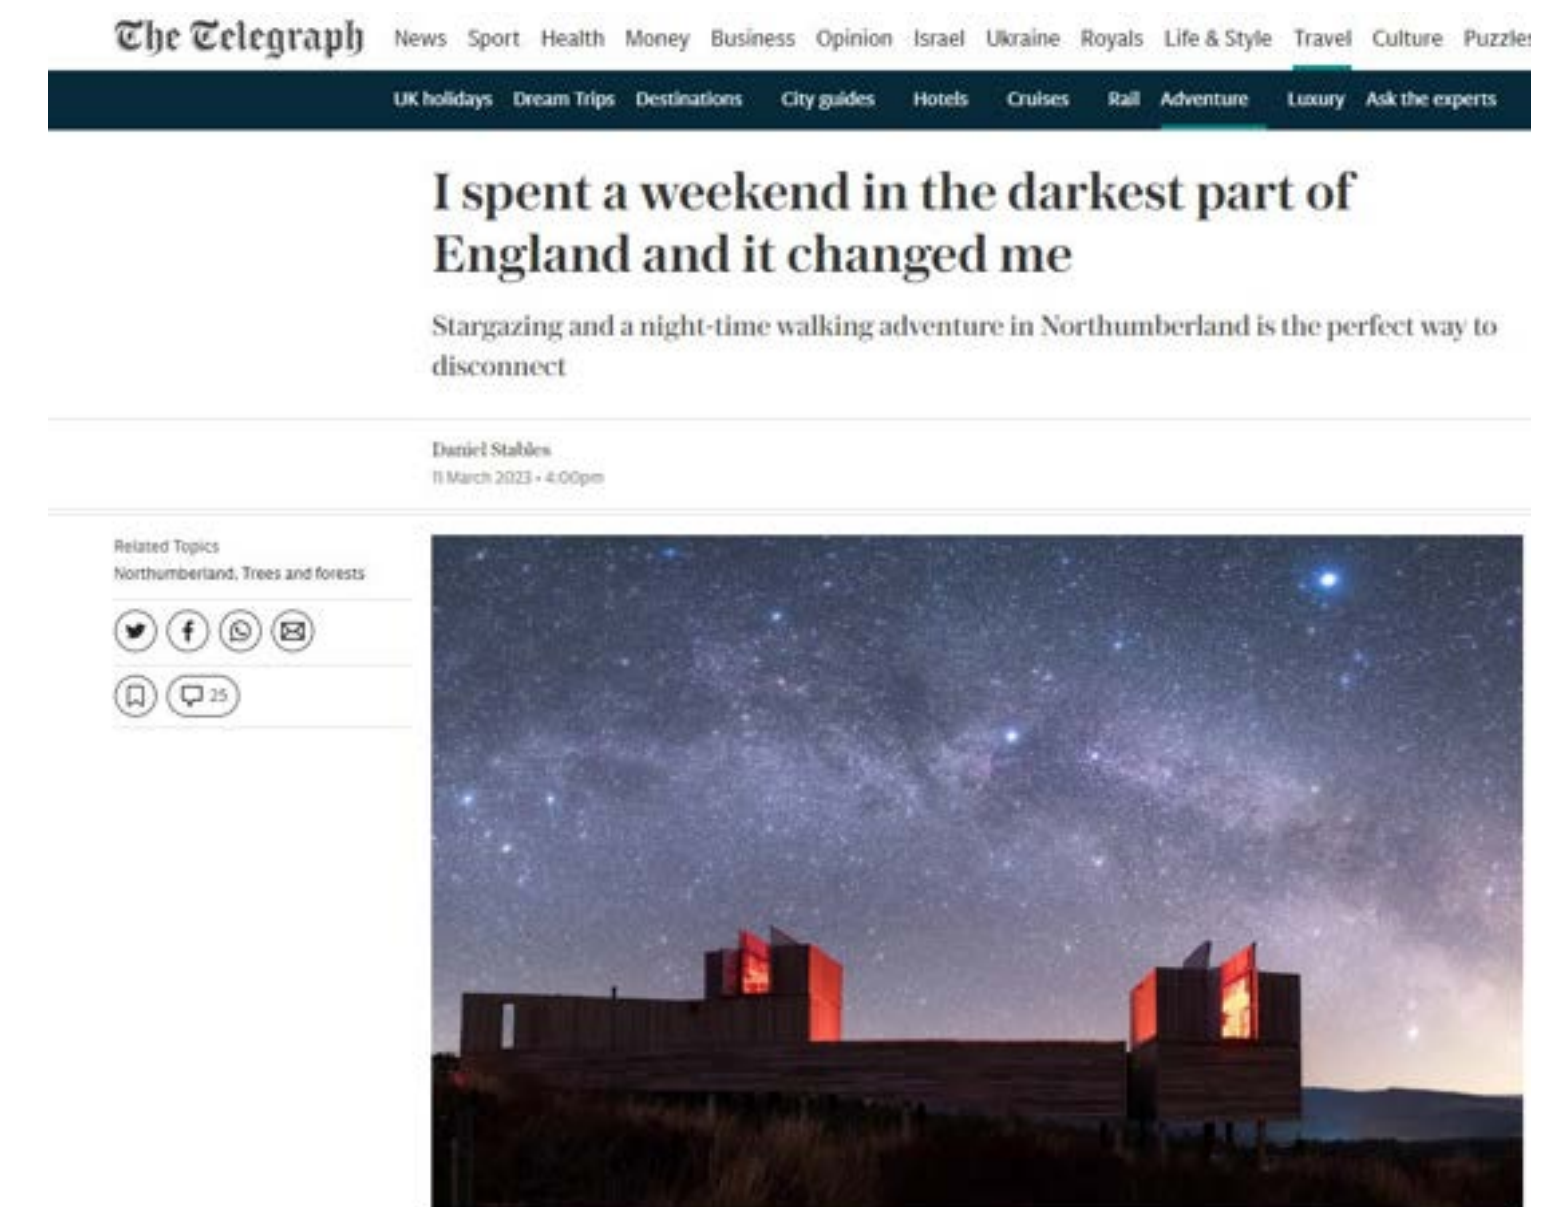 The Telegraph News Sport Health Money Business Opinion Israel Ukraine Royals Life & Style Travel Culture Puzzles
UK holidays Dream Trips Destinations City guides Hotels Cruises Rail Adventure Luxury Ask the experts
I spent a weekend in the darkest part of
England and it changed me
Stargazing and a night-time walking adventure in Northumberland is the perfect way to
disconnect
Daniel Stables
11 March 2023 • 4:00pm
Related Topics
Northumberland, Trees and forests
25